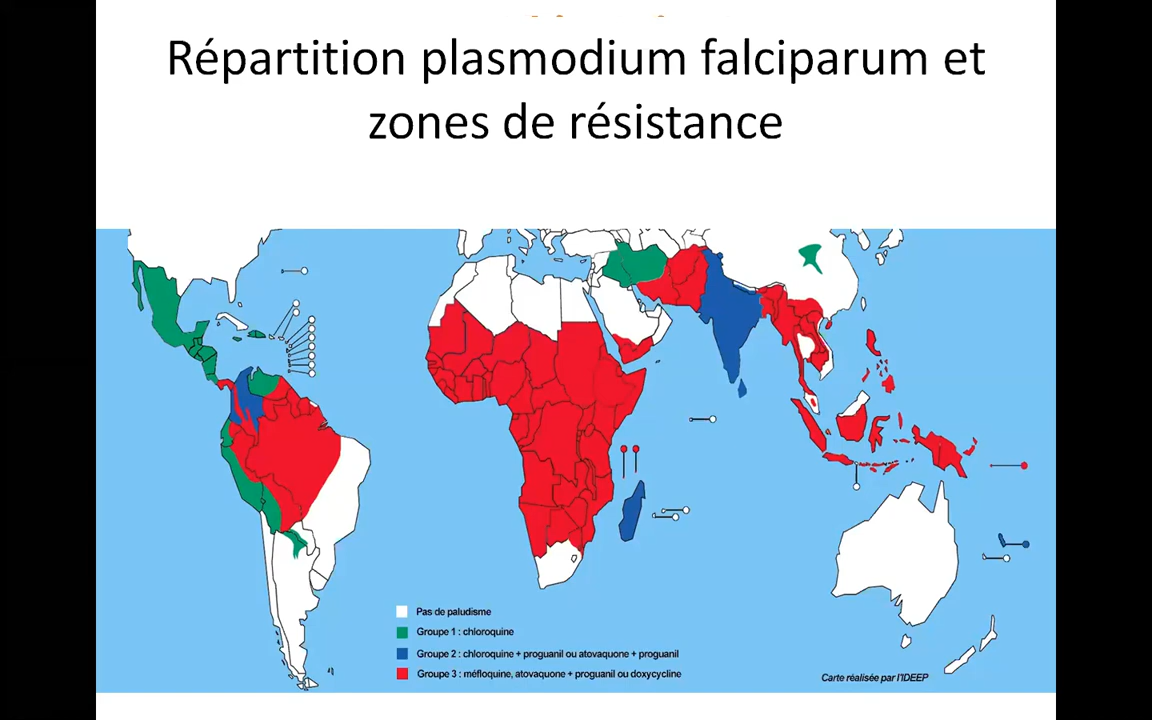 Répartition plasmodium falciparum et
zones de résistance
Pas de paludisme
Groupe 1 : chloroquine
Groupe 2 : chloroquine + proguanil ou atovaquone + proguanil
Groupe 3 : méfloquine, atovaquone + proguanil ou doxycycline
Carte réalisée par l'IDEEP